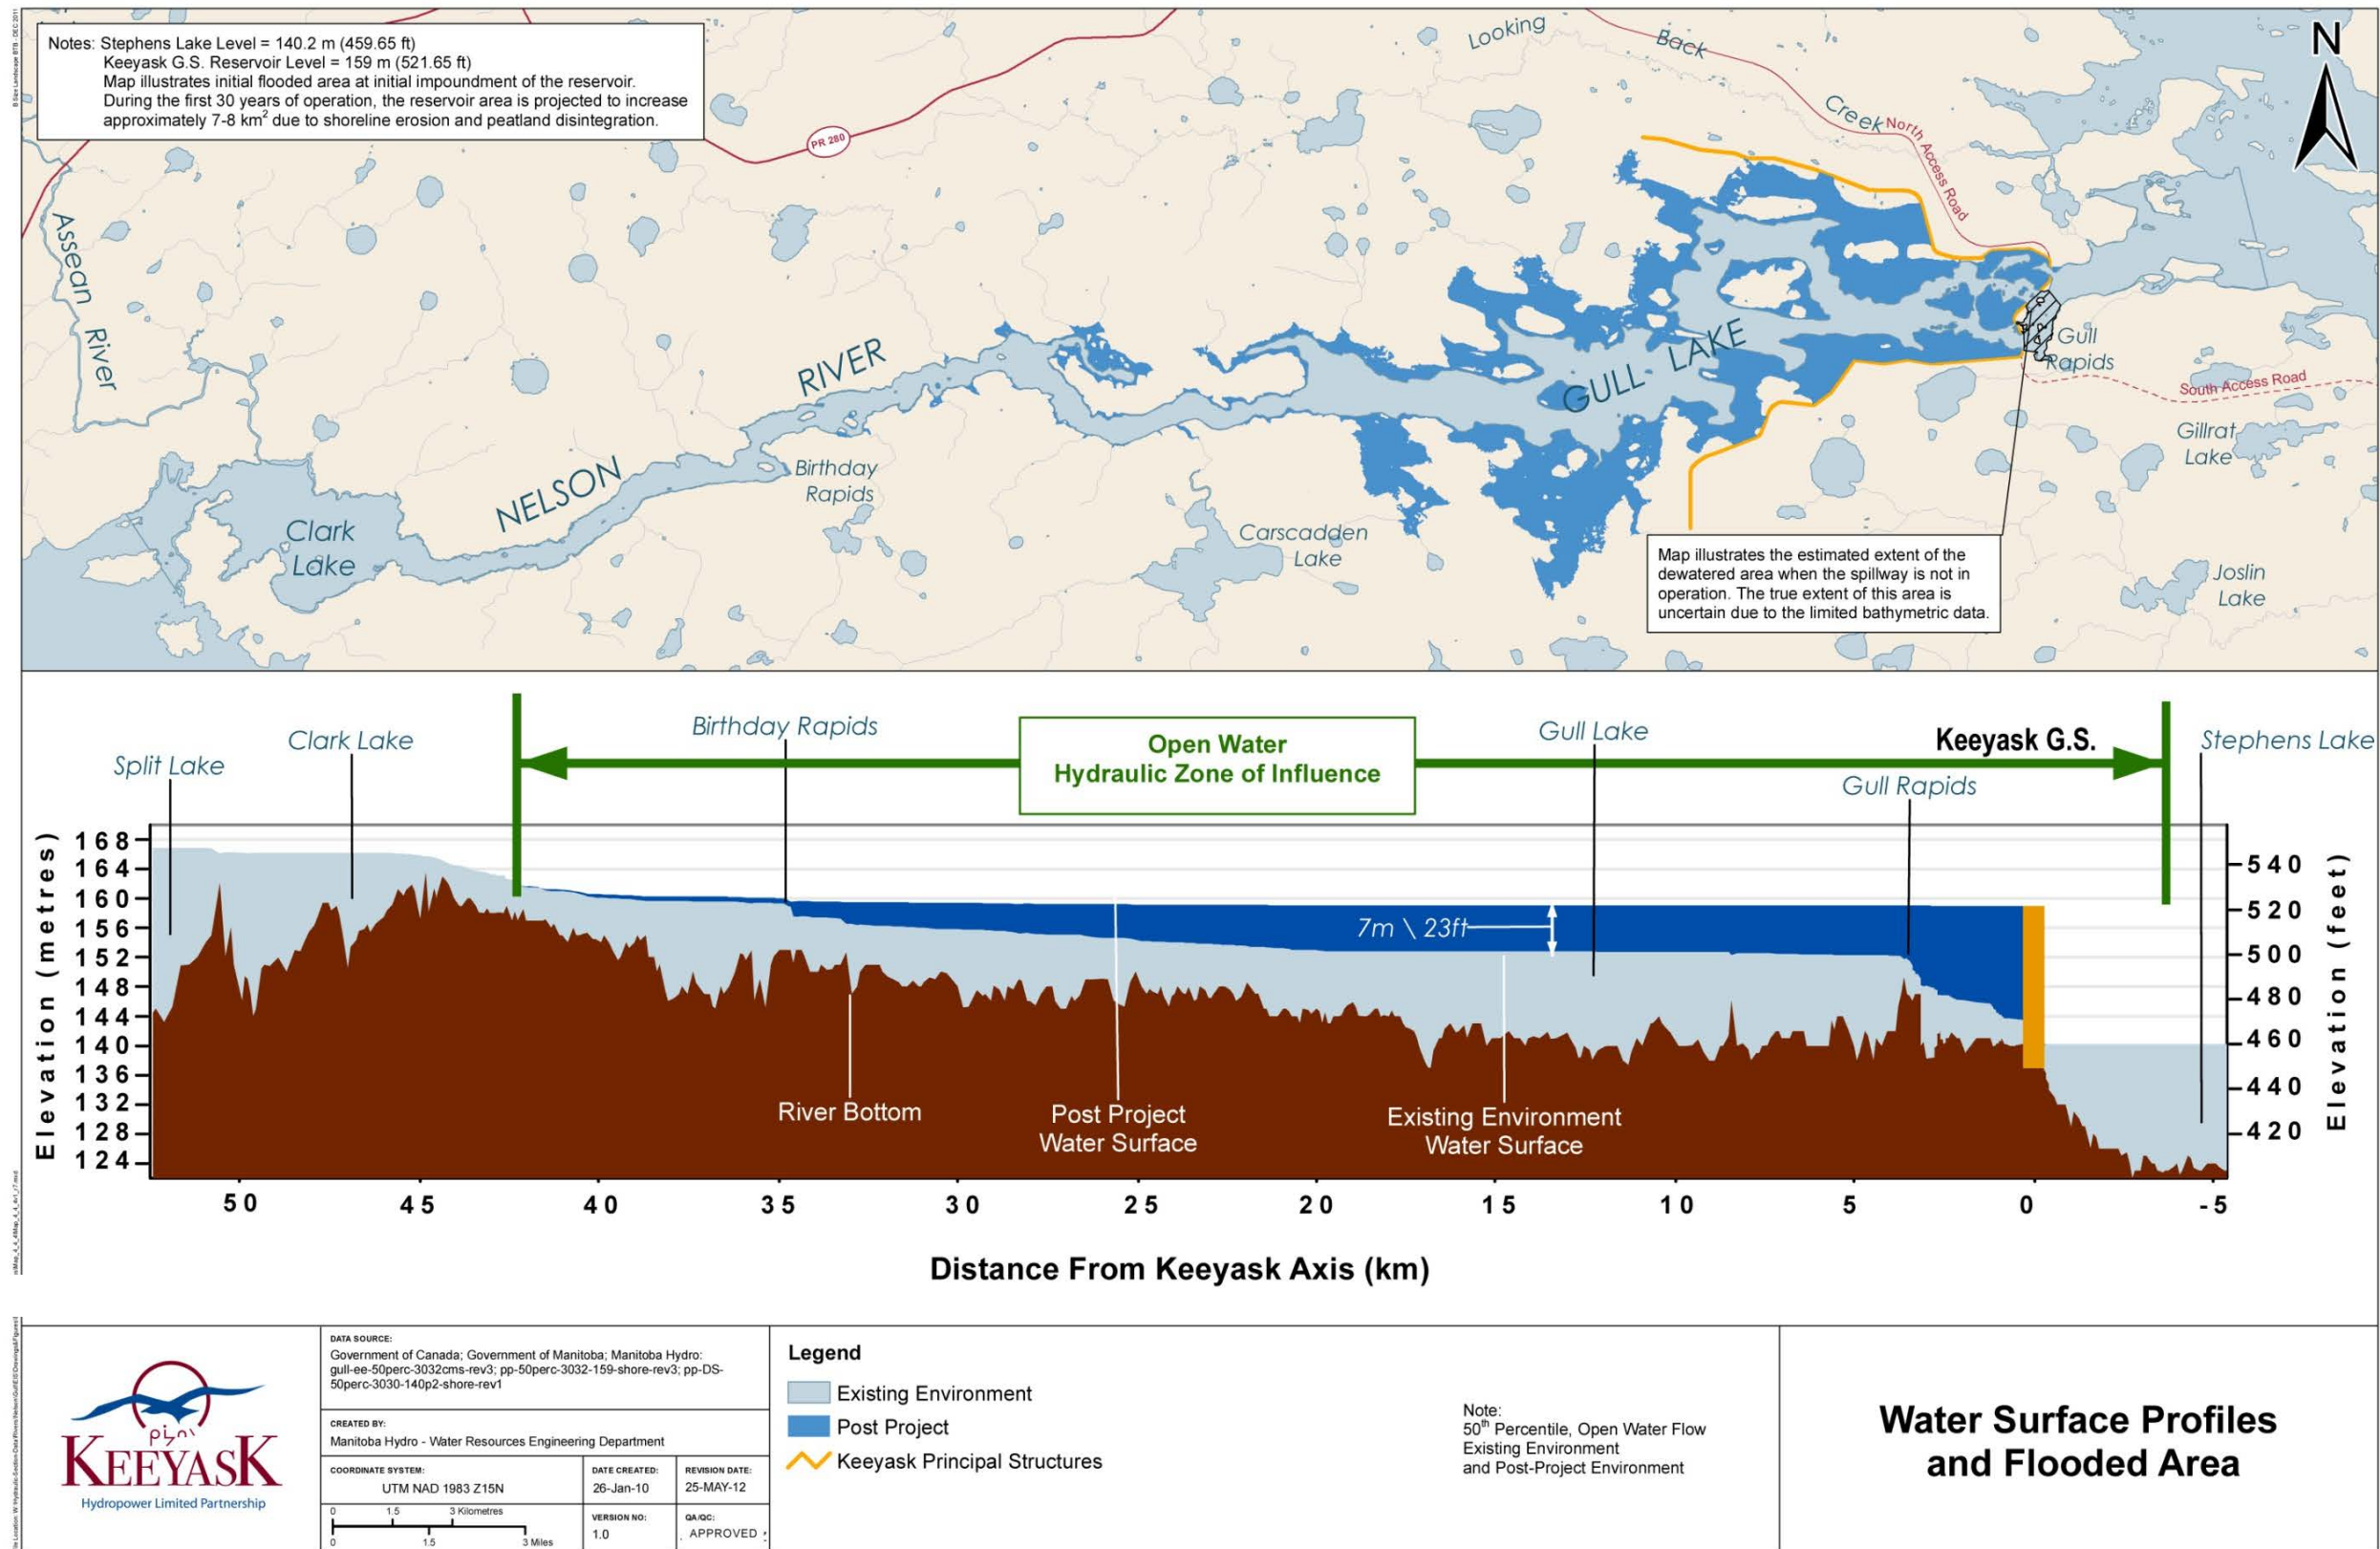 Notes: Stephens Lake Level = 140.2 m (459.65 ft)
Keeyask G.S. Reservoir Level = 159 m (521.65 ft)
Map illustrates initial flooded area at initial impoundment of the reservoir.
During the first 30 years of operation, the reservoir area is projected to increase
approximately 7-8 km² due to shoreline erosion and peatland disintegration.
PR 280
Looking
Back
Creek
North Access Road
N
Assean
River
RIVER
NELSON
Birthday
Rapids
Clark
Lake
Carscadden
Lake
GULL LAKE
Gull
Rapids
South Access Road
Gillrat
Lake
Joslin
Lake
Map illustrates the estimated extent of the
dewatered area when the spillway is not in
operation. The true extent of this area is
uncertain due to the limited bathymetric data.
Split Lake
Clark Lake
Birthday Rapids
Open Water
Hydraulic Zone of Influence
Gull Lake
Keeyask G.S.
Gull Rapids
Stephens Lake
Elevation (metres)
168
164
160
156
152
148
144
140
136
132
128
124
7m \ 23ft
River Bottom
Post Project
Water Surface
Existing Environment
Water Surface
540
520
500
480
460
440
420
Elevation (feet)
50 45 40 35 30 25 20 15 10 5 0 -5
Distance From Keeyask Axis (km)
ᑭᔭᐢᐠ
KEEYASK
Hydropower Limited Partnership
DATA SOURCE:
Government of Canada; Government of Manitoba; Manitoba Hydro:
gull-ee-50perc-3032cms-rev3; pp-50perc-3032-159-shore-rev3; pp-DS-
50perc-3030-140p2-shore-rev1
CREATED BY:
Manitoba Hydro - Water Resources Engineering Department
COORDINATE SYSTEM:
UTM NAD 1983 Z15N
DATE CREATED:
26-Jan-10
REVISION DATE:
25-MAY-12
0 1.5 3 Kilometres
0 1.5 3 Miles
VERSION NO:
1.0
QA/QC:
APPROVED
Legend
Existing Environment
Post Project
Keeyask Principal Structures
Note:
50th Percentile, Open Water Flow
Existing Environment
and Post-Project Environment
Water Surface Profiles
and Flooded Area